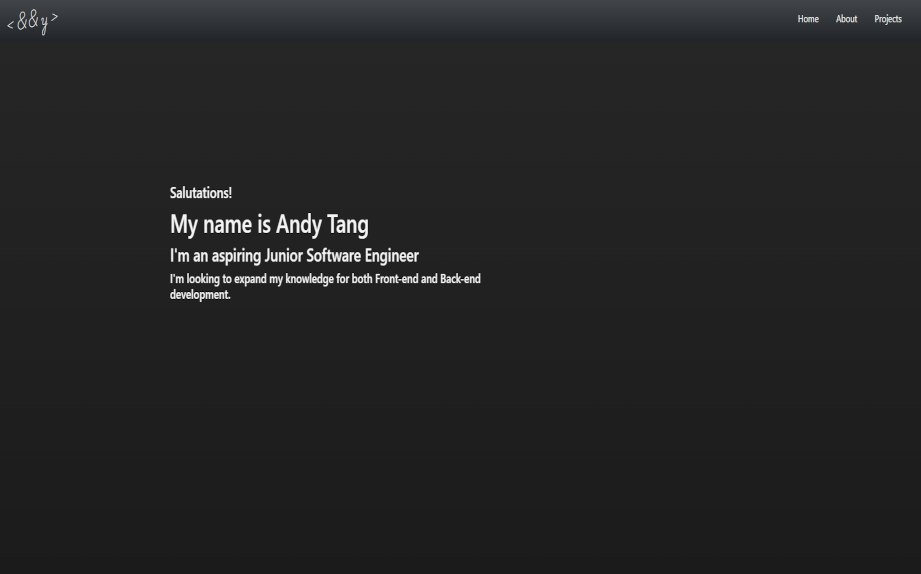 <&&y>
Home About Projects
Salutations!
My name is Andy Tang
I'm an aspiring Junior Software Engineer
I'm looking to expand my knowledge for both Front-end and Back-end
development.